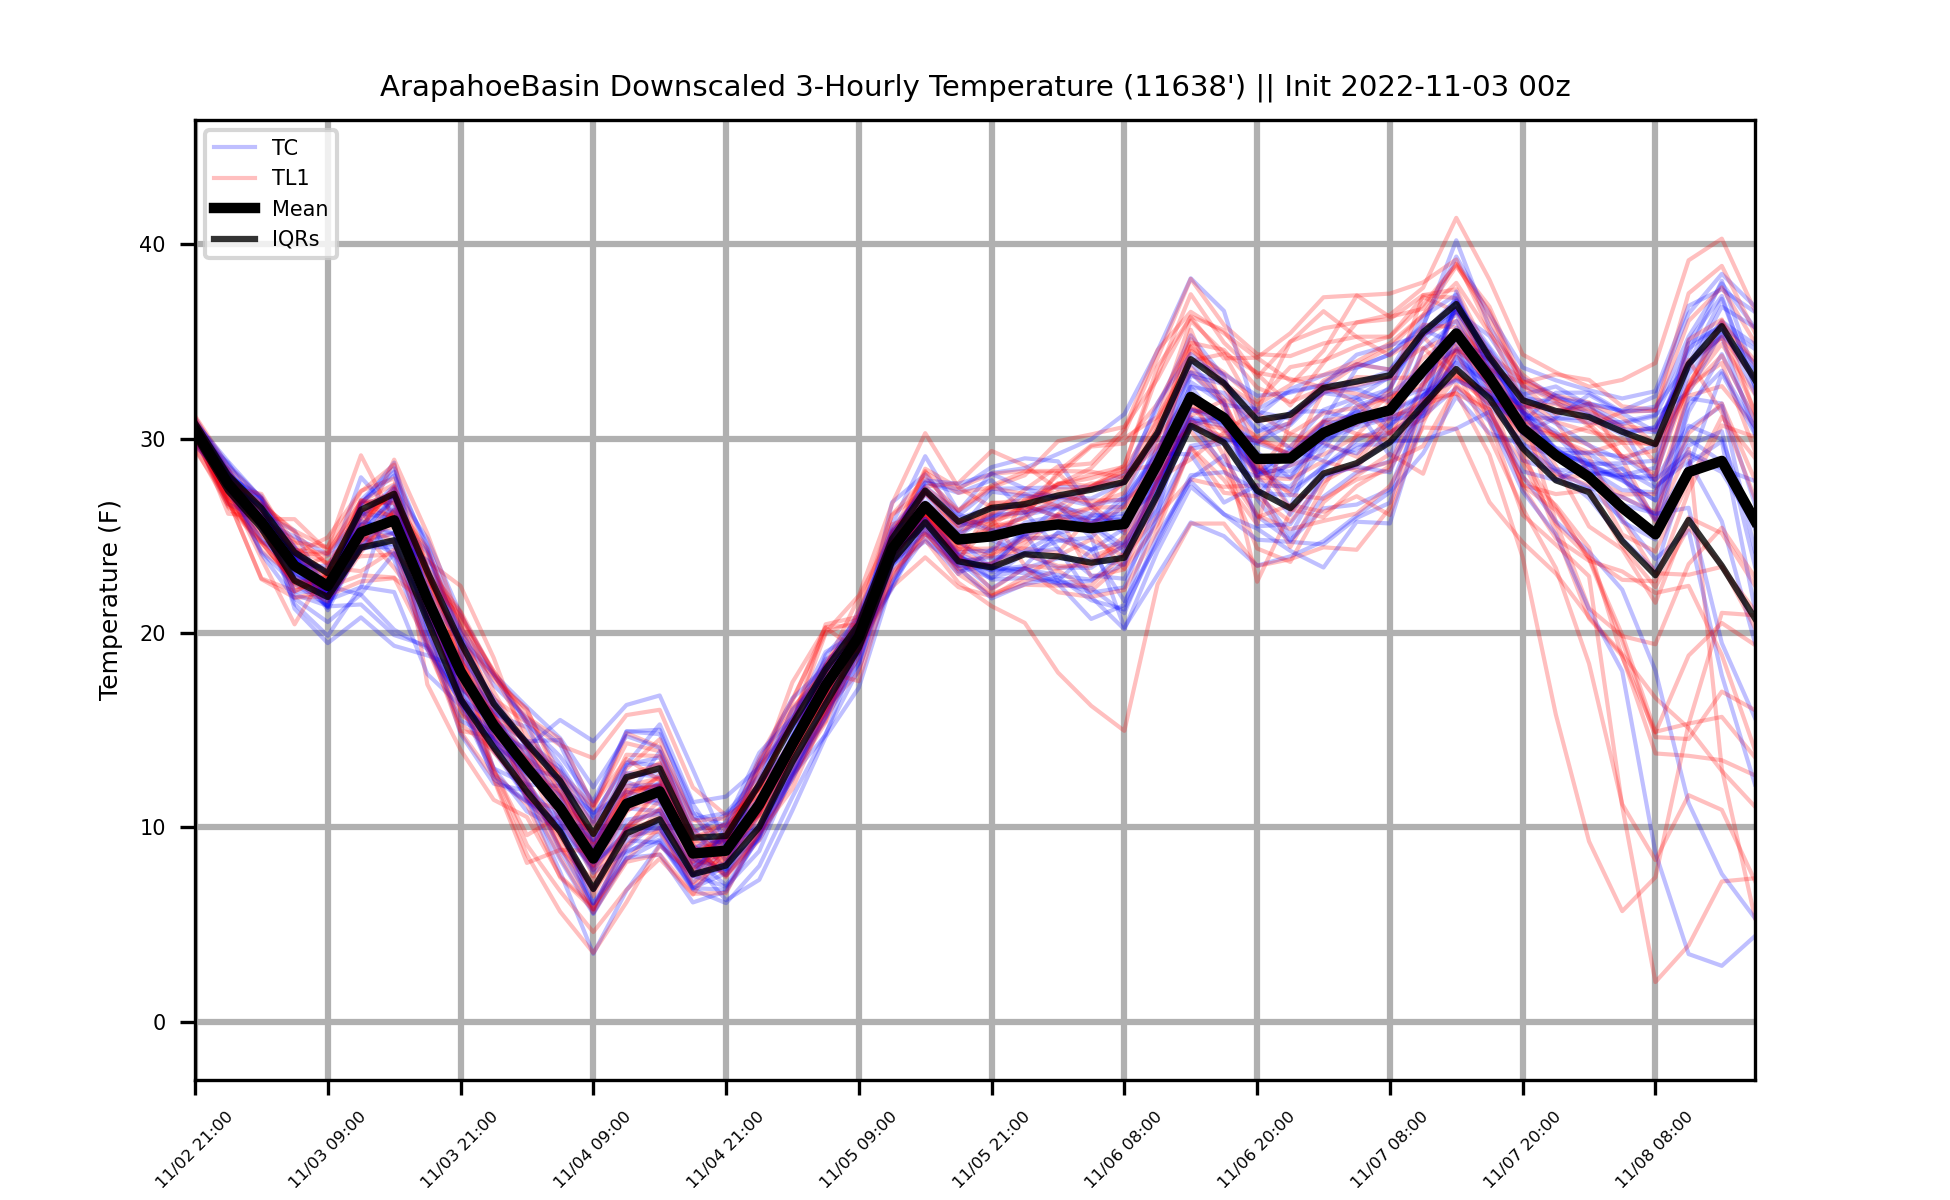 ArapahoeBasin Downscaled 3-Hourly Temperature (11638') || Init 2022-11-03 00z
TC
TL1
Mean
IQRs
Temperature (F)
40
30
20
10
0
11/02 21:00
11/03 09:00
11/03 21:00
11/04 09:00
11/04 21:00
11/05 09:00
11/05 21:00
11/06 08:00
11/06 20:00
11/07 08:00
11/07 20:00
11/08 08:00